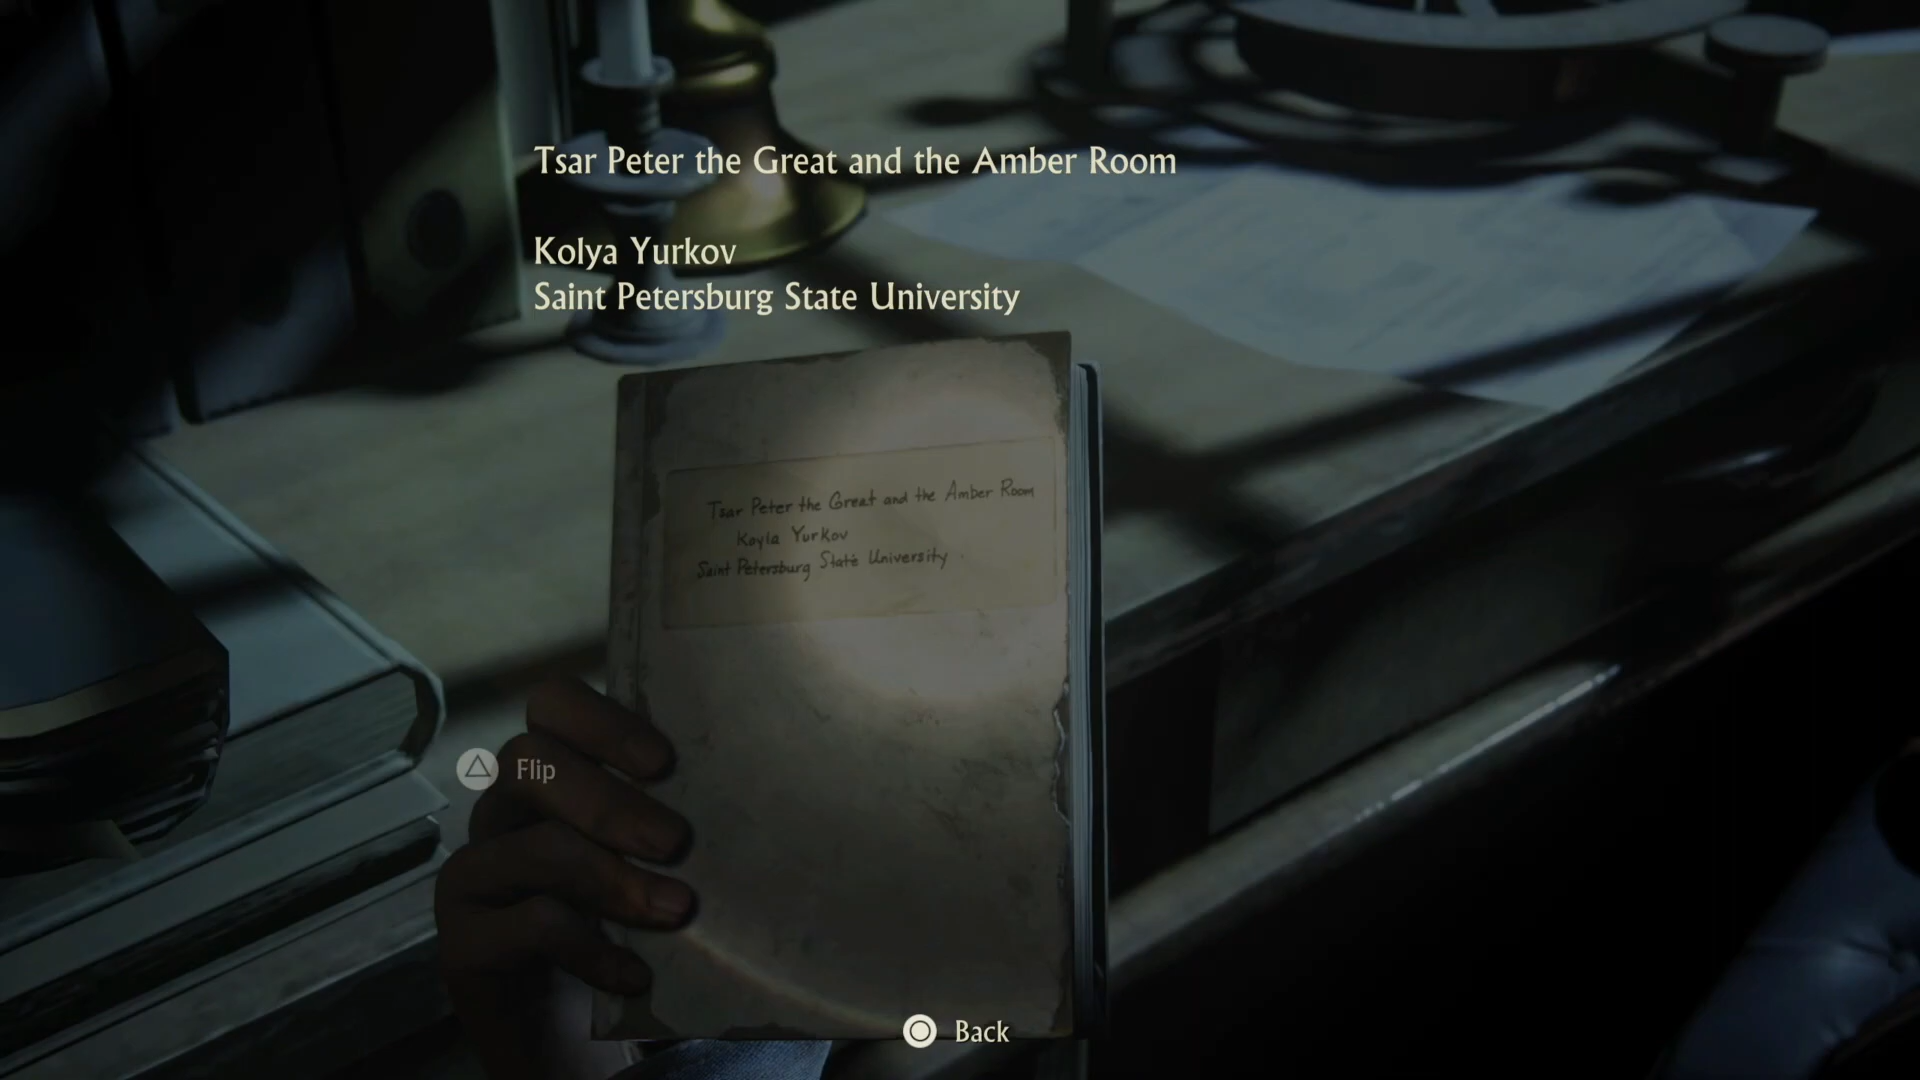 Tsar Peter the Great and the Amber Room
Kolya Yurkov
Saint Petersburg State University
Tsar Peter the Great and the Amber Room
Koyla Yurkov
Saint Petersburg State University
Flip
Back